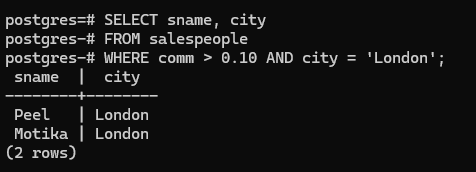 postgres=# SELECT sname, city
postgres-# FROM salespeople
postgres-# WHERE comm > 0.10 AND city = 'London';
 sname  |  city
--------+--------
 Peel   | London
 Motika | London
(2 rows)